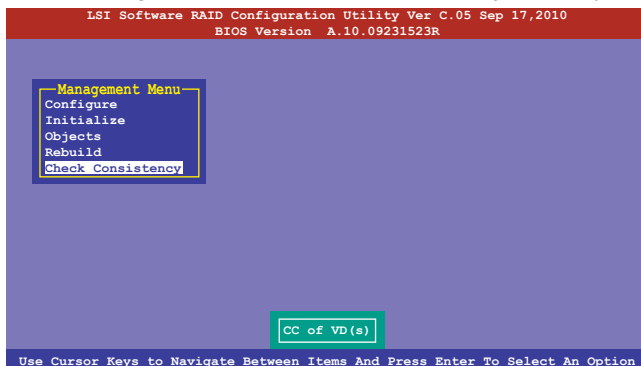 LSI Software RAID Configuration Utility Ver C.05 Sep 17,2010
BIOS Version A.10.09231523R
Management Menu
Configure
Initialize
Objects
Rebuild
Check Consistency
CC of VD(s)
Use Cursor Keys to Navigate Between Items And Press Enter To Select An Option